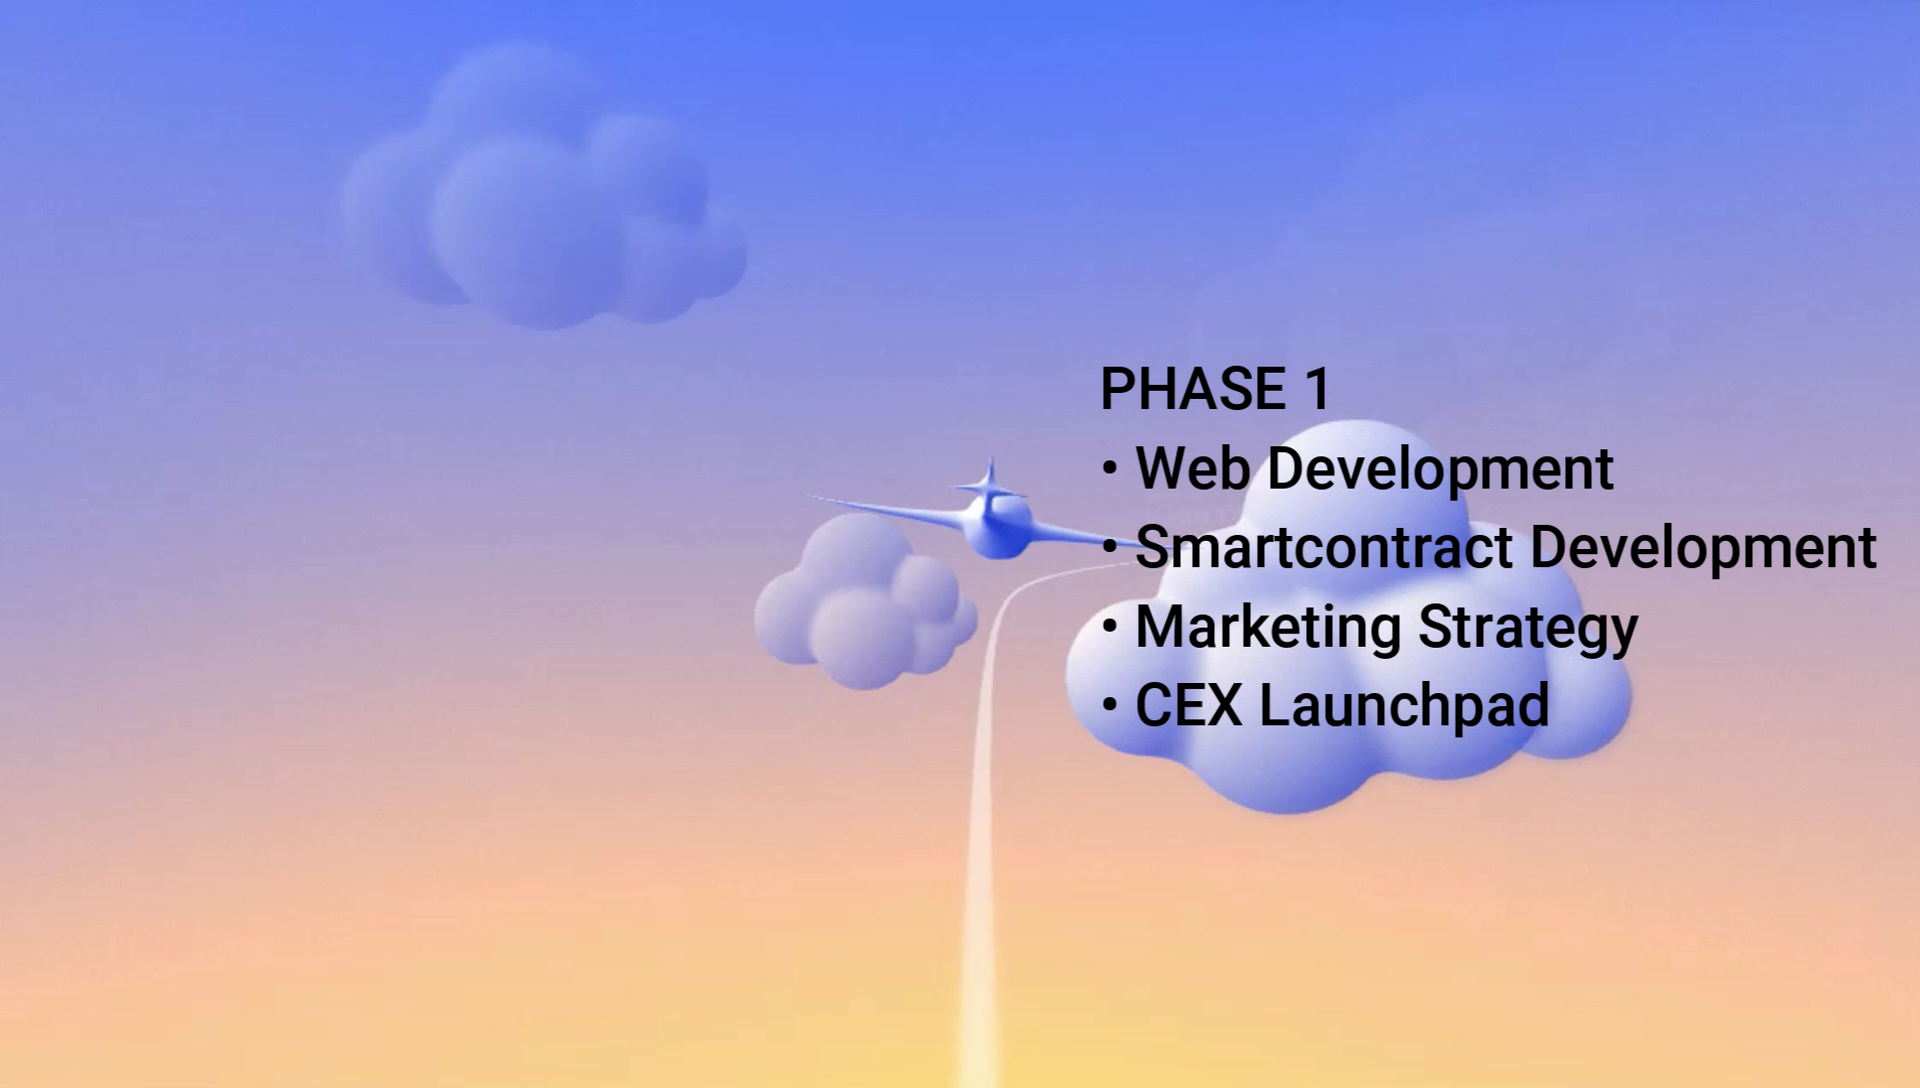 PHASE 1
• Web Development
• Smartcontract Development
• Marketing Strategy
• CEX Launchpad